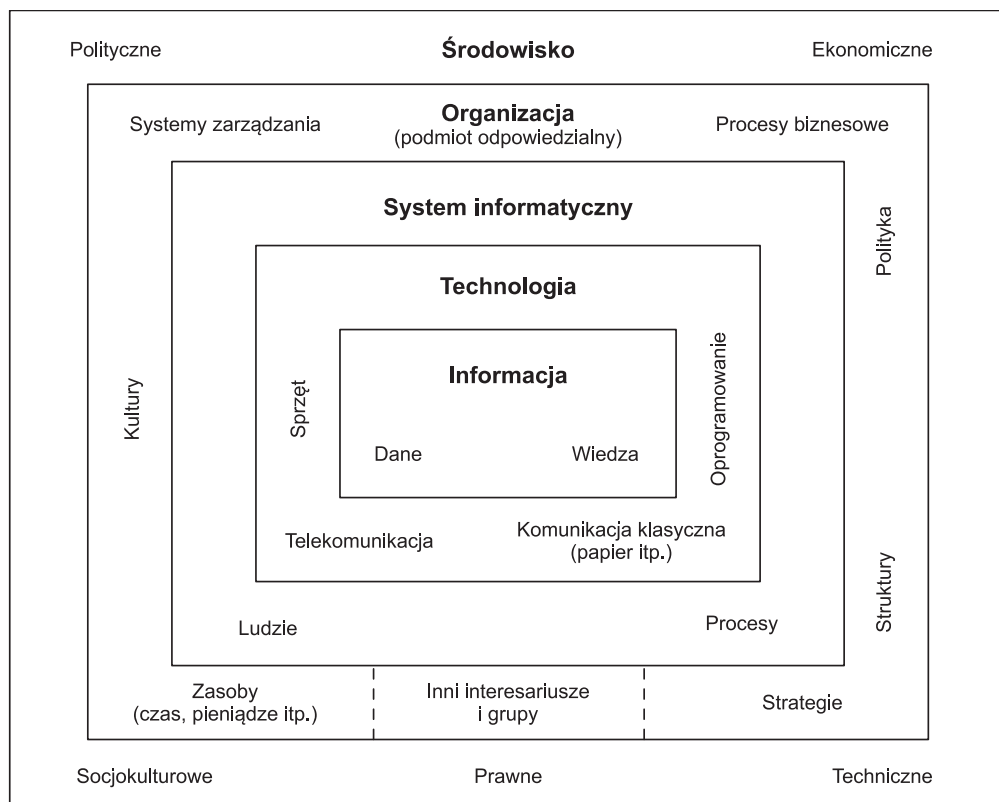 Polityczne
Środowisko
Ekonomiczne
Systemy zarządzania
Organizacja
(podmiot odpowiedzialny)
Procesy biznesowe
System informatyczny
Polityka
Technologia
Kultury
Sprzęt
Informacja
Oprogramowanie
Dane
Wiedza
Telekomunikacja
Komunikacja klasyczna
(papier itp.)
Struktury
Ludzie
Procesy
Zasoby
(czas, pieniądze itp.)
Inni interesariusze
i grupy
Strategie
Socjokulturowe
Prawne
Techniczne